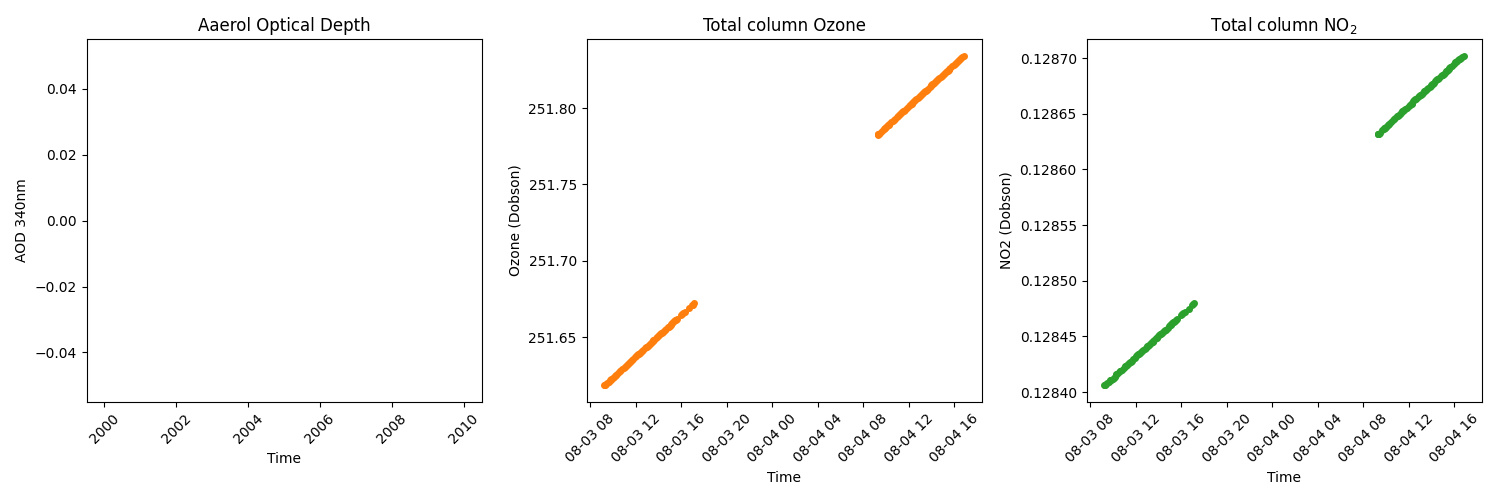 Aaerol Optical Depth
AOD 340nm
0.04
0.02
0.00
−0.02
−0.04
2000 2002 2004 2006 2008 2010
Time
Total column Ozone
Ozone (Dobson)
251.80
251.75
251.70
251.65
08-03 08 08-03 12 08-03 16 08-03 20 08-04 00 08-04 04 08-04 08 08-04 12 08-04 16
Time
Total column NO₂
NO2 (Dobson)
0.12870
0.12865
0.12860
0.12855
0.12850
0.12845
0.12840
08-03 08 08-03 12 08-03 16 08-03 20 08-04 00 08-04 04 08-04 08 08-04 12 08-04 16
Time